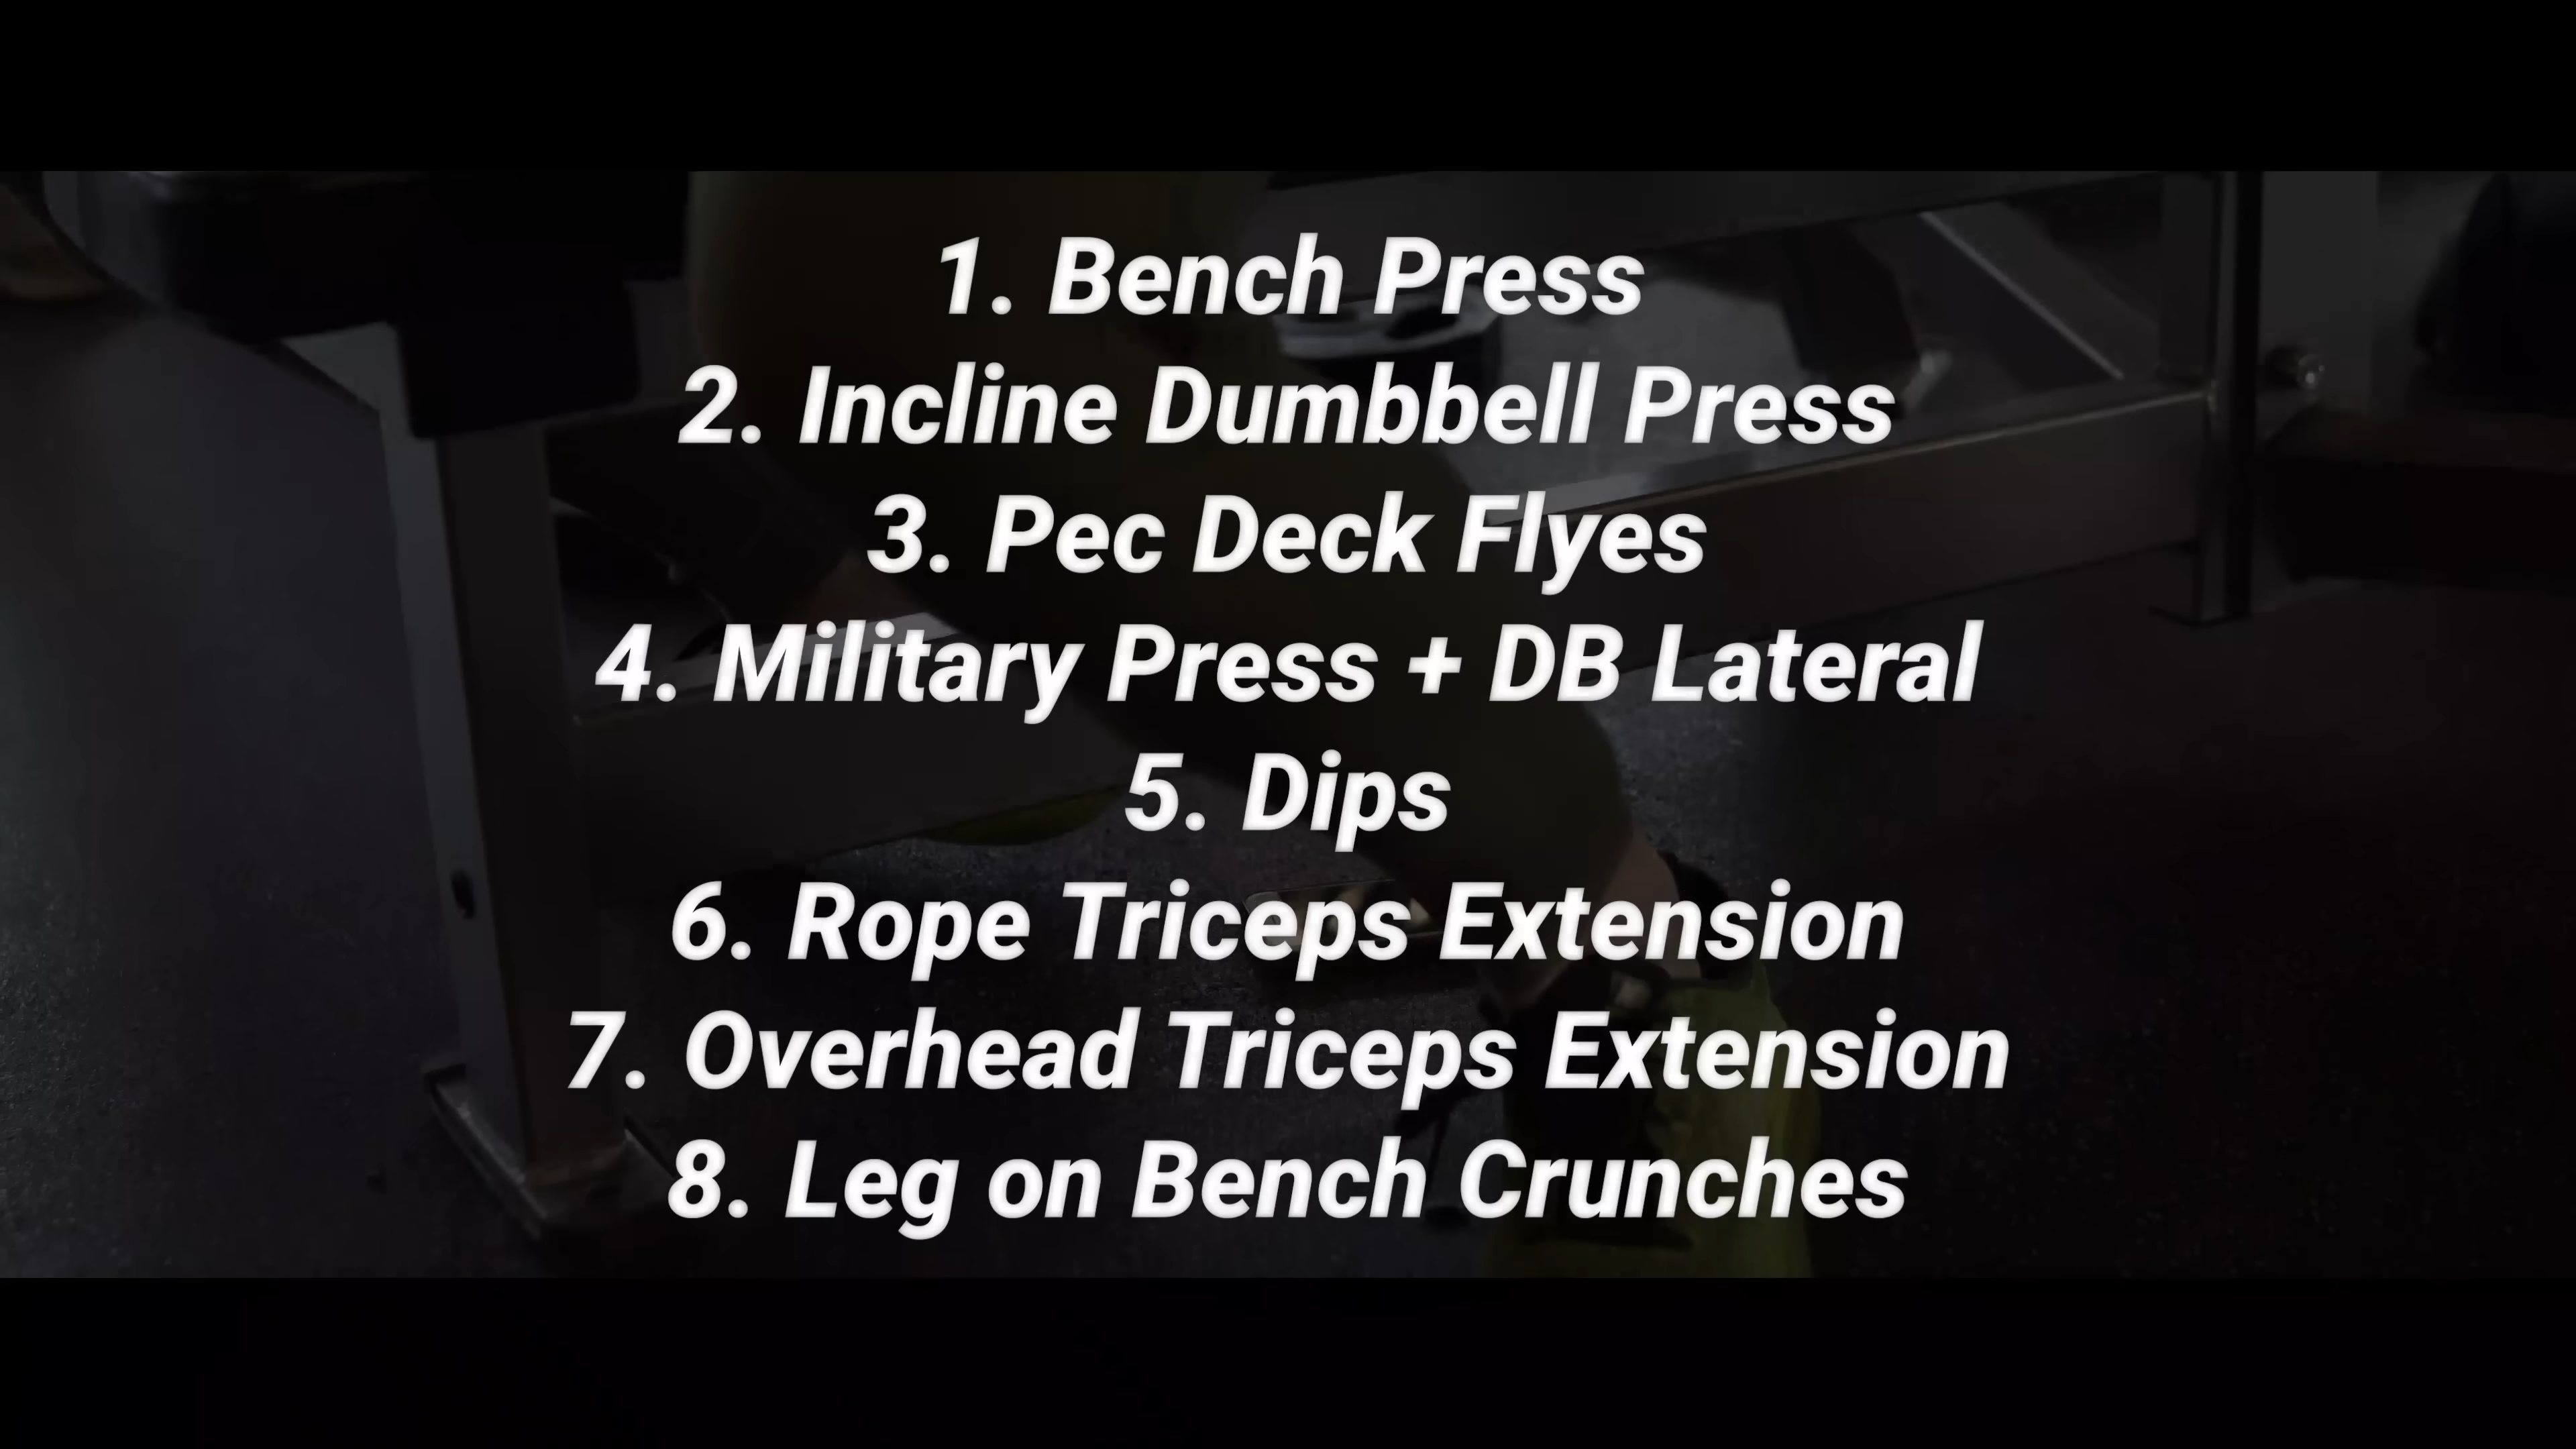 1. Bench Press
2. Incline Dumbbell Press
3. Pec Deck Flyes
4. Military Press + DB Lateral
5. Dips
6. Rope Triceps Extension
7. Overhead Triceps Extension
8. Leg on Bench Crunches